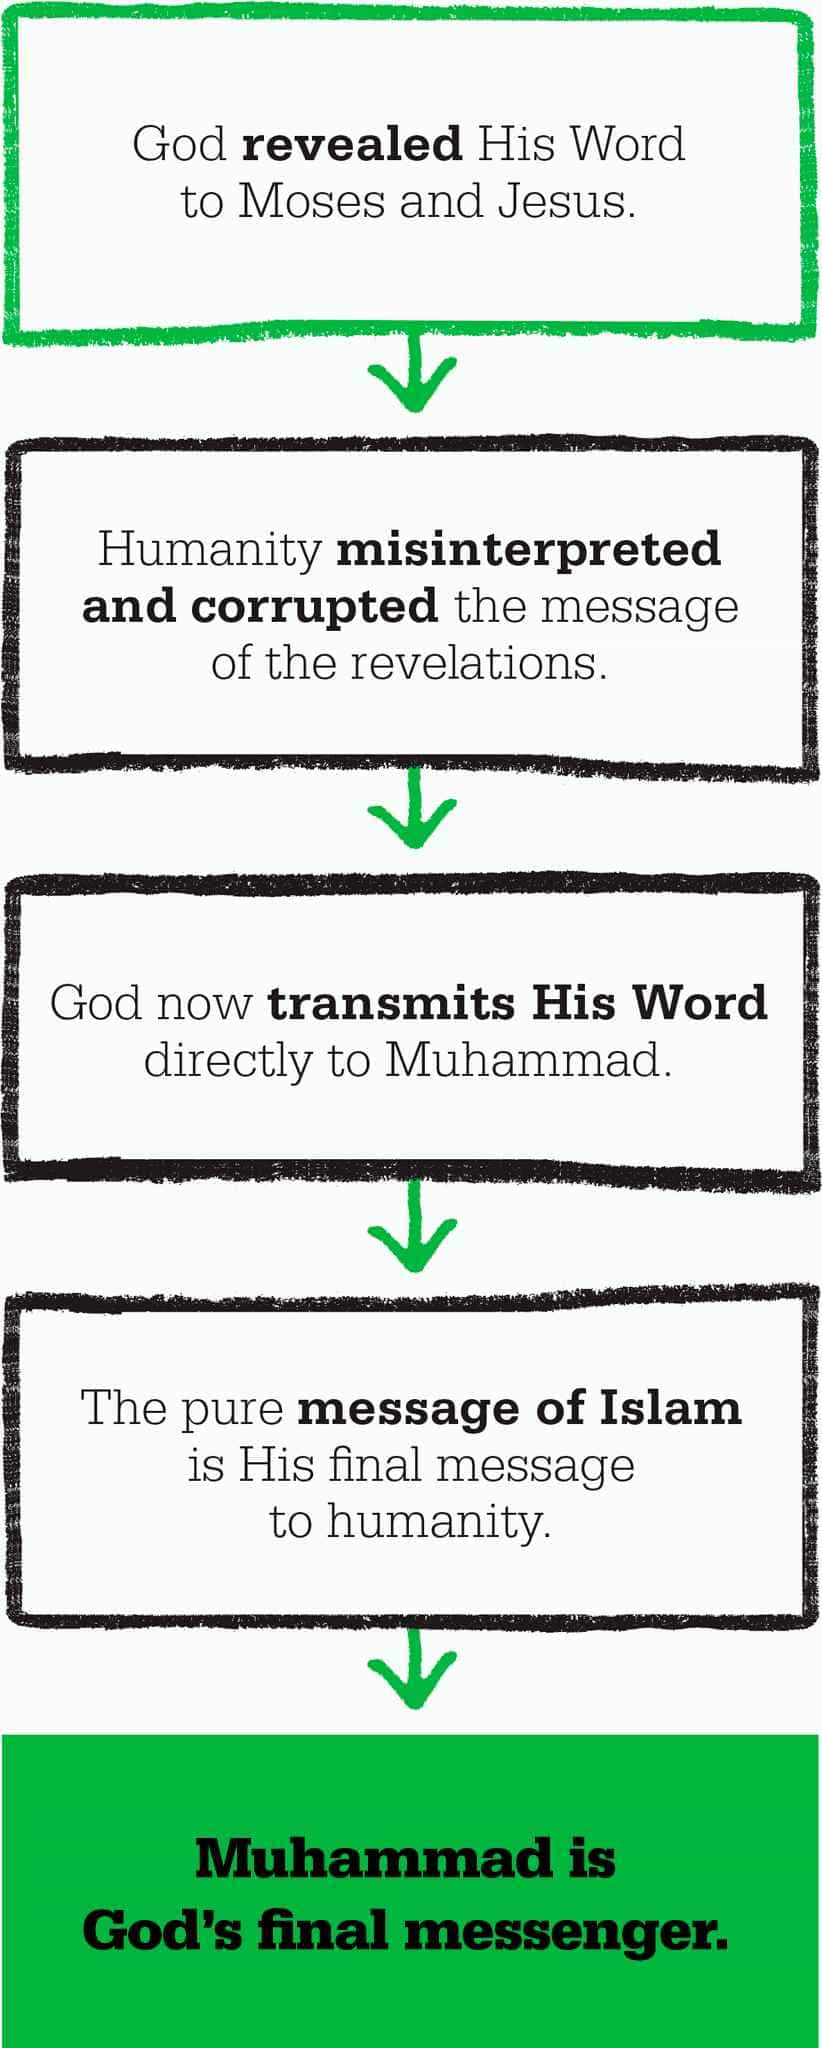 God revealed His Word
to Moses and Jesus.
Humanity misinterpreted
and corrupted the message
of the revelations.
God now transmits His Word
directly to Muhammad.
The pure message of Islam
is His final message
to humanity.
Muhammad is
God’s final messenger.